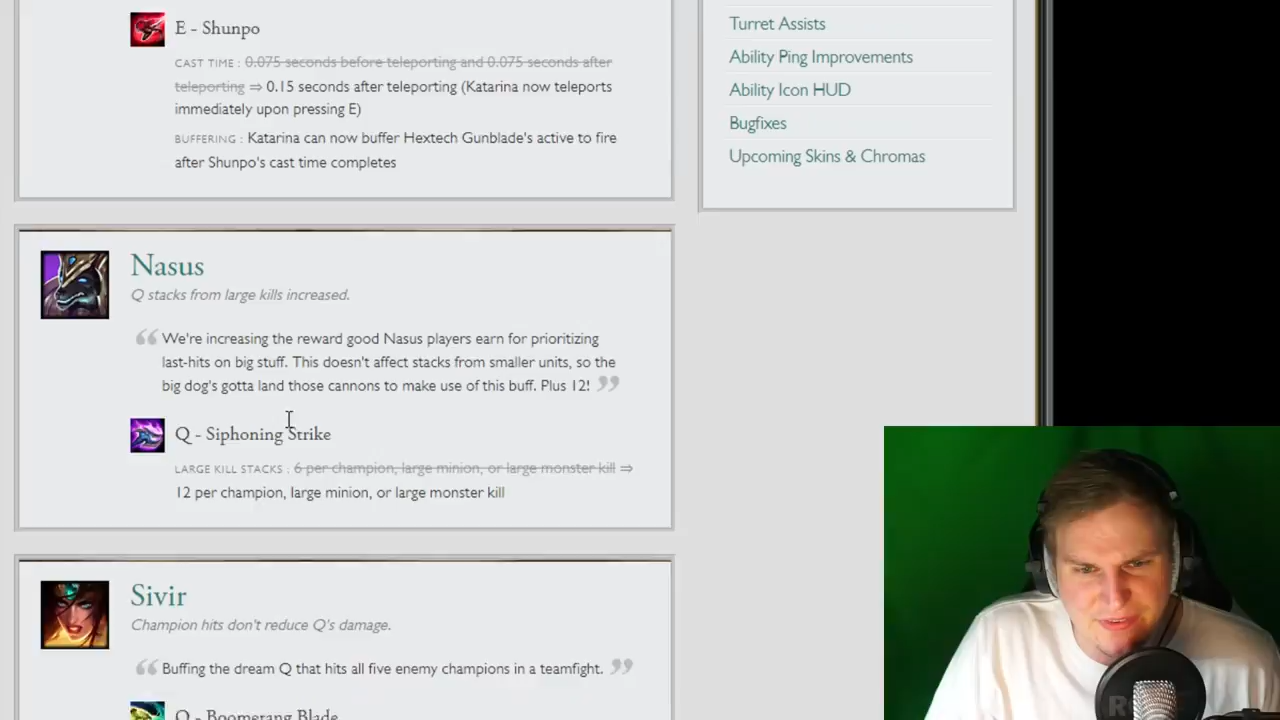 E - Shunpo
CAST TIME : 0.075 seconds before teleporting and 0.075 seconds after
teleporting ⇒ 0.15 seconds after teleporting (Katarina now teleports
immediately upon pressing E)
BUFFERING : Katarina can now buffer Hextech Gunblade's active to fire
after Shunpo's cast time completes
Nasus
Q stacks from large kills increased.
“ We're increasing the reward good Nasus players earn for prioritizing
last-hits on big stuff. This doesn't affect stacks from smaller units, so the
big dog's gotta land those cannons to make use of this buff. Plus 12! ”
Q - Siphoning Strike
LARGE KILL STACKS : 6 per champion, large minion, or large monster kill ⇒
12 per champion, large minion, or large monster kill
Sivir
Champion hits don't reduce Q's damage.
“ Buffing the dream Q that hits all five enemy champions in a teamfight. ”
Q - Boomerang Blade
Turret Assists
Ability Ping Improvements
Ability Icon HUD
Bugfixes
Upcoming Skins & Chromas